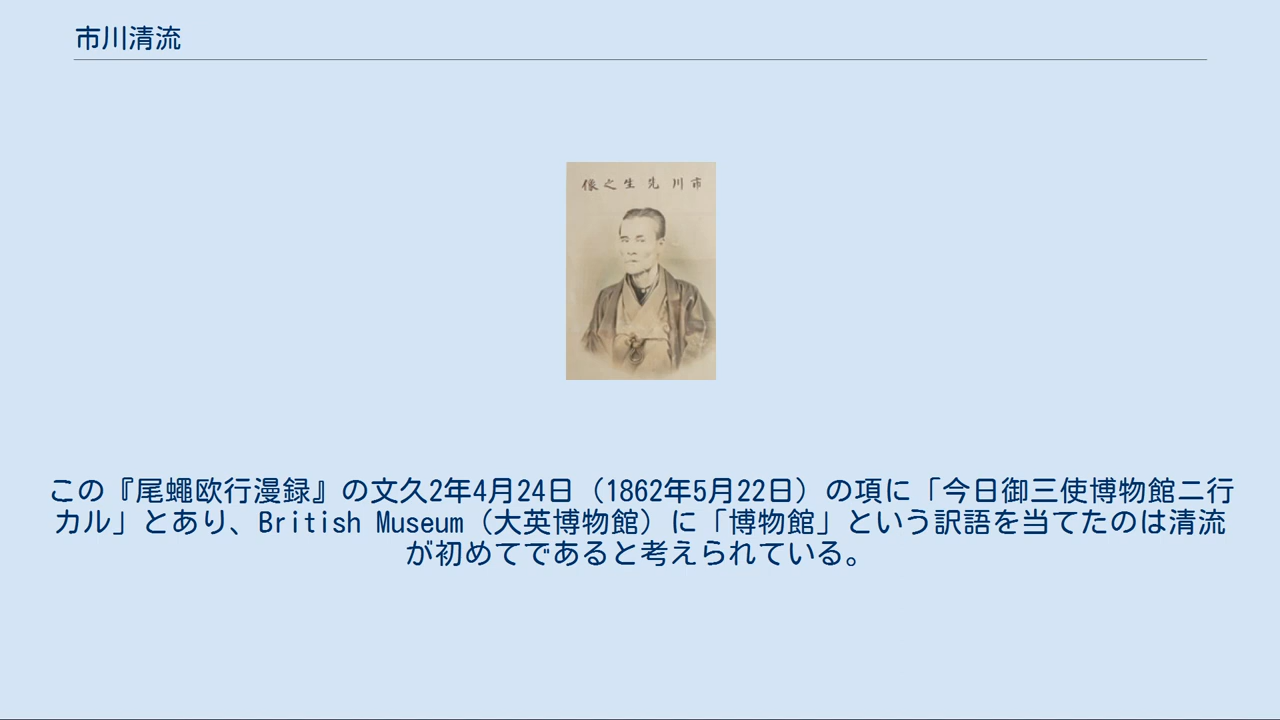 市川清流
市川先生之像
この『尾蠅欧行漫録』の文久2年4月24日（1862年5月22日）の項に「今日御三使博物館ニ行
カル」とあり、British Museum（大英博物館）に「博物館」という訳語を当てたのは清流
が初めてであると考えられている。